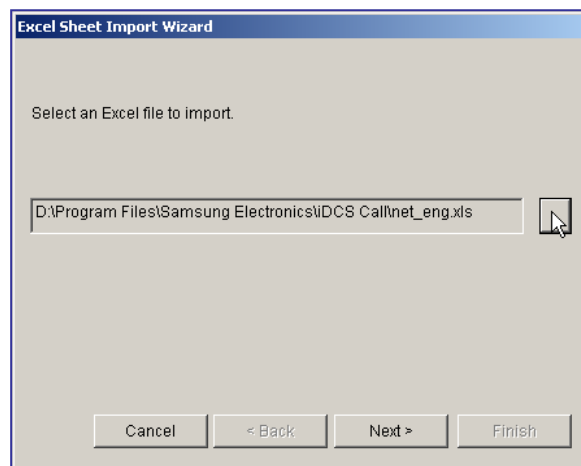 Excel Sheet Import Wizard
Select an Excel file to import.
D:\Program Files\Samsung Electronics\iDCS Call\net_eng.xls
Cancel
< Back
Next >
Finish